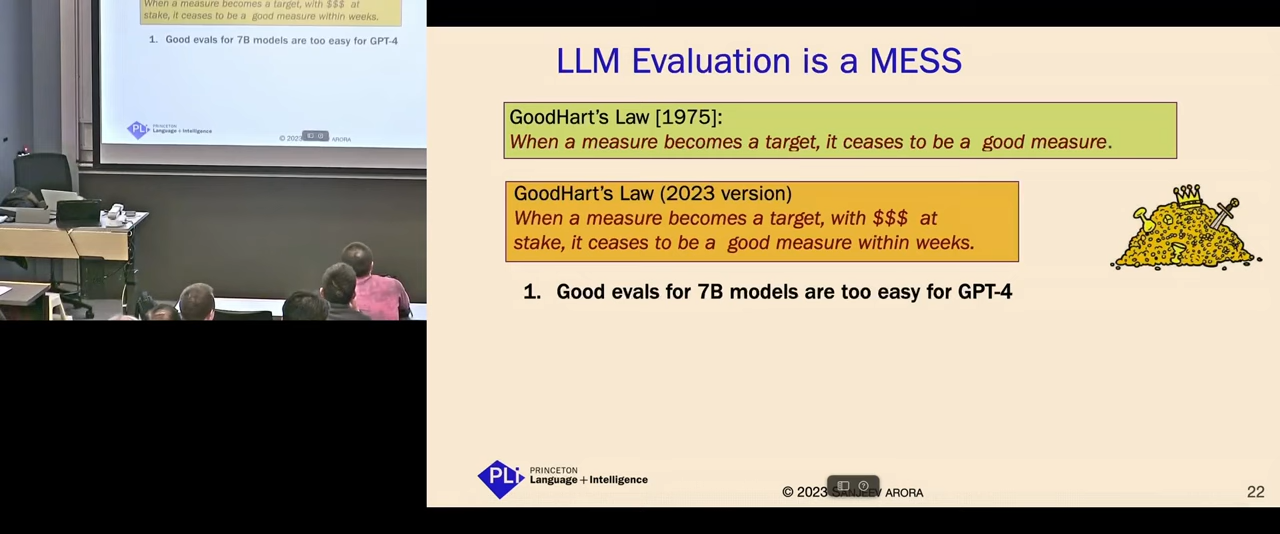 When a measure becomes a target, with $$$ at
stake, it ceases to be a good measure within weeks.
1. Good evals for 7B models are too easy for GPT-4
PLi PRINCETON
Language + Intelligence
© 2023
ARORA
LLM Evaluation is a MESS
GoodHart's Law [1975]:
When a measure becomes a target, it ceases to be a good measure.
GoodHart's Law (2023 version)
When a measure becomes a target, with $$$ at
stake, it ceases to be a good measure within weeks.
1. Good evals for 7B models are too easy for GPT-4
PLi PRINCETON
Language + Intelligence
© 2023 SANJEEV ARORA
22